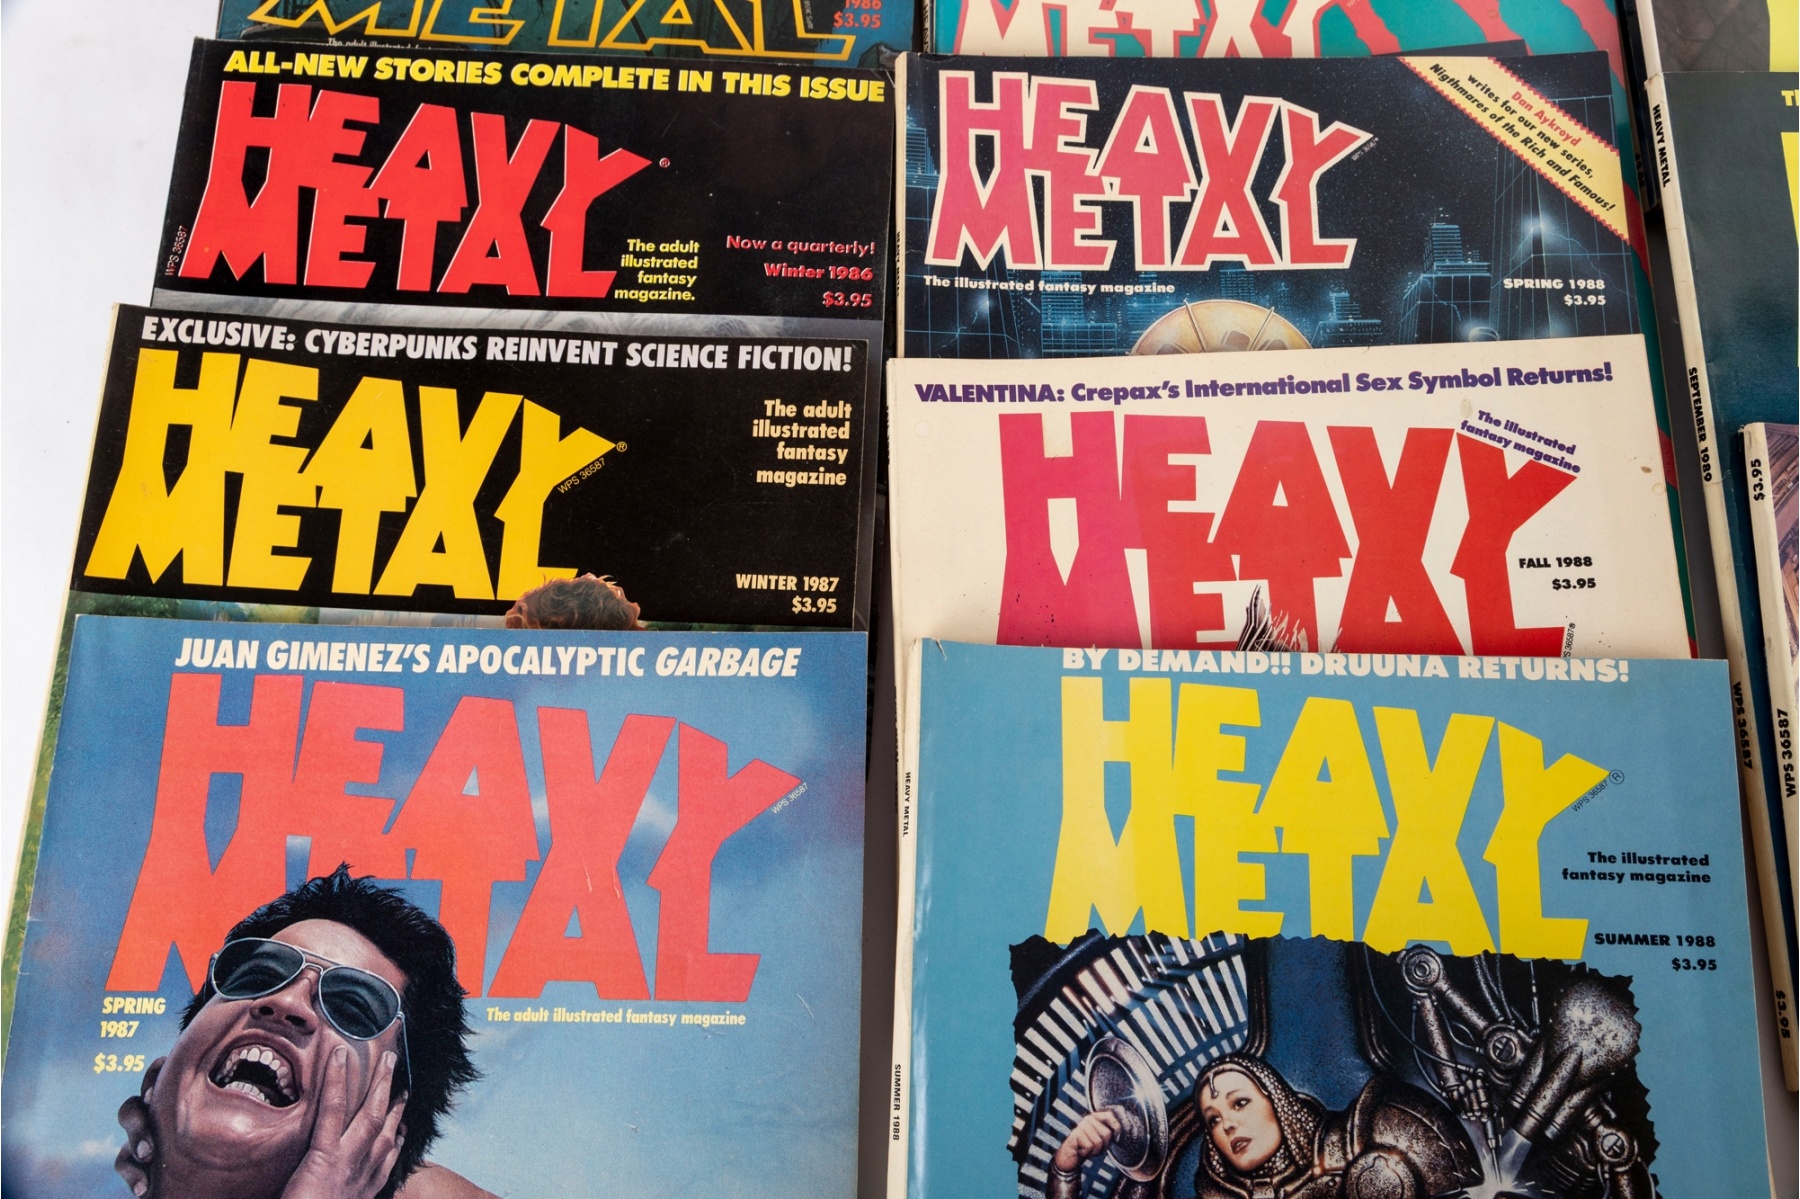 METAL
1986
$3.95
METAL
ALL-NEW STORIES COMPLETE IN THIS ISSUE
HEAVY
METAL
®
WPS 36587
The adult
illustrated
fantasy
magazine.
Now a quarterly!
Winter 1986
$3.95
HEAVY
METAL
Dan Aykroyd
writes for our new series,
Nigthmares of the Rich and Famous!
The illustrated fantasy magazine
SPRING 1988
$3.95
EXCLUSIVE: CYBERPUNKS REINVENT SCIENCE FICTION!
HEAVY
METAL
®
WPS 36587
The adult
illustrated
fantasy
magazine
WINTER 1987
$3.95
VALENTINA: Crepax's International Sex Symbol Returns!
HEAVY
METAL
The illustrated
fantasy magazine
FALL 1988
$3.95
JUAN GIMENEZ'S APOCALYPTIC GARBAGE
HEAVY
METAL
WPS 36587
SPRING
1987
$3.95
The adult illustrated fantasy magazine
BY DEMAND!! DRUUNA RETURNS!
HEAVY
METAL
®
WPS 36587
The illustrated
fantasy magazine
SUMMER 1988
$3.95
HEAVY METAL
SUMMER 1988
HEAVY METAL
SEPTEMBER 1989
WPS 36587
$3.95
$3.95
WPS 36587